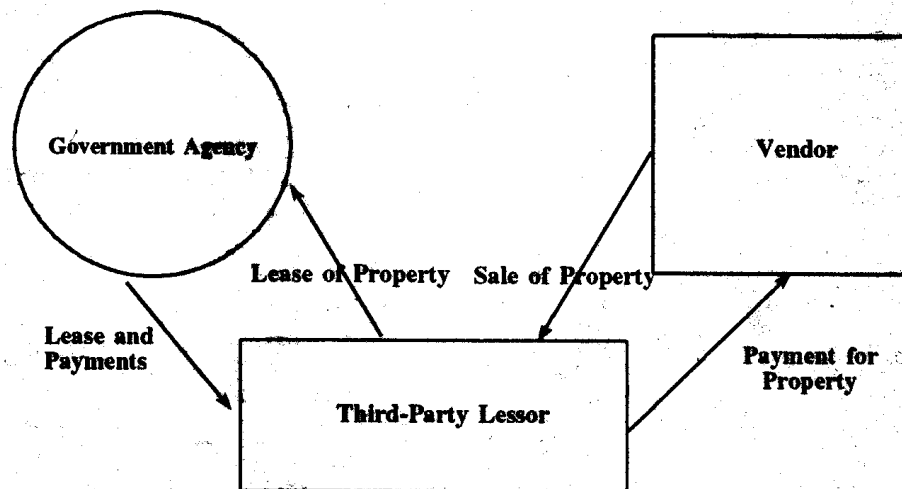 Government Agency
Vendor
Lease of Property
Sale of Property
Lease and
Payments
Payment for
Property
Third-Party Lessor